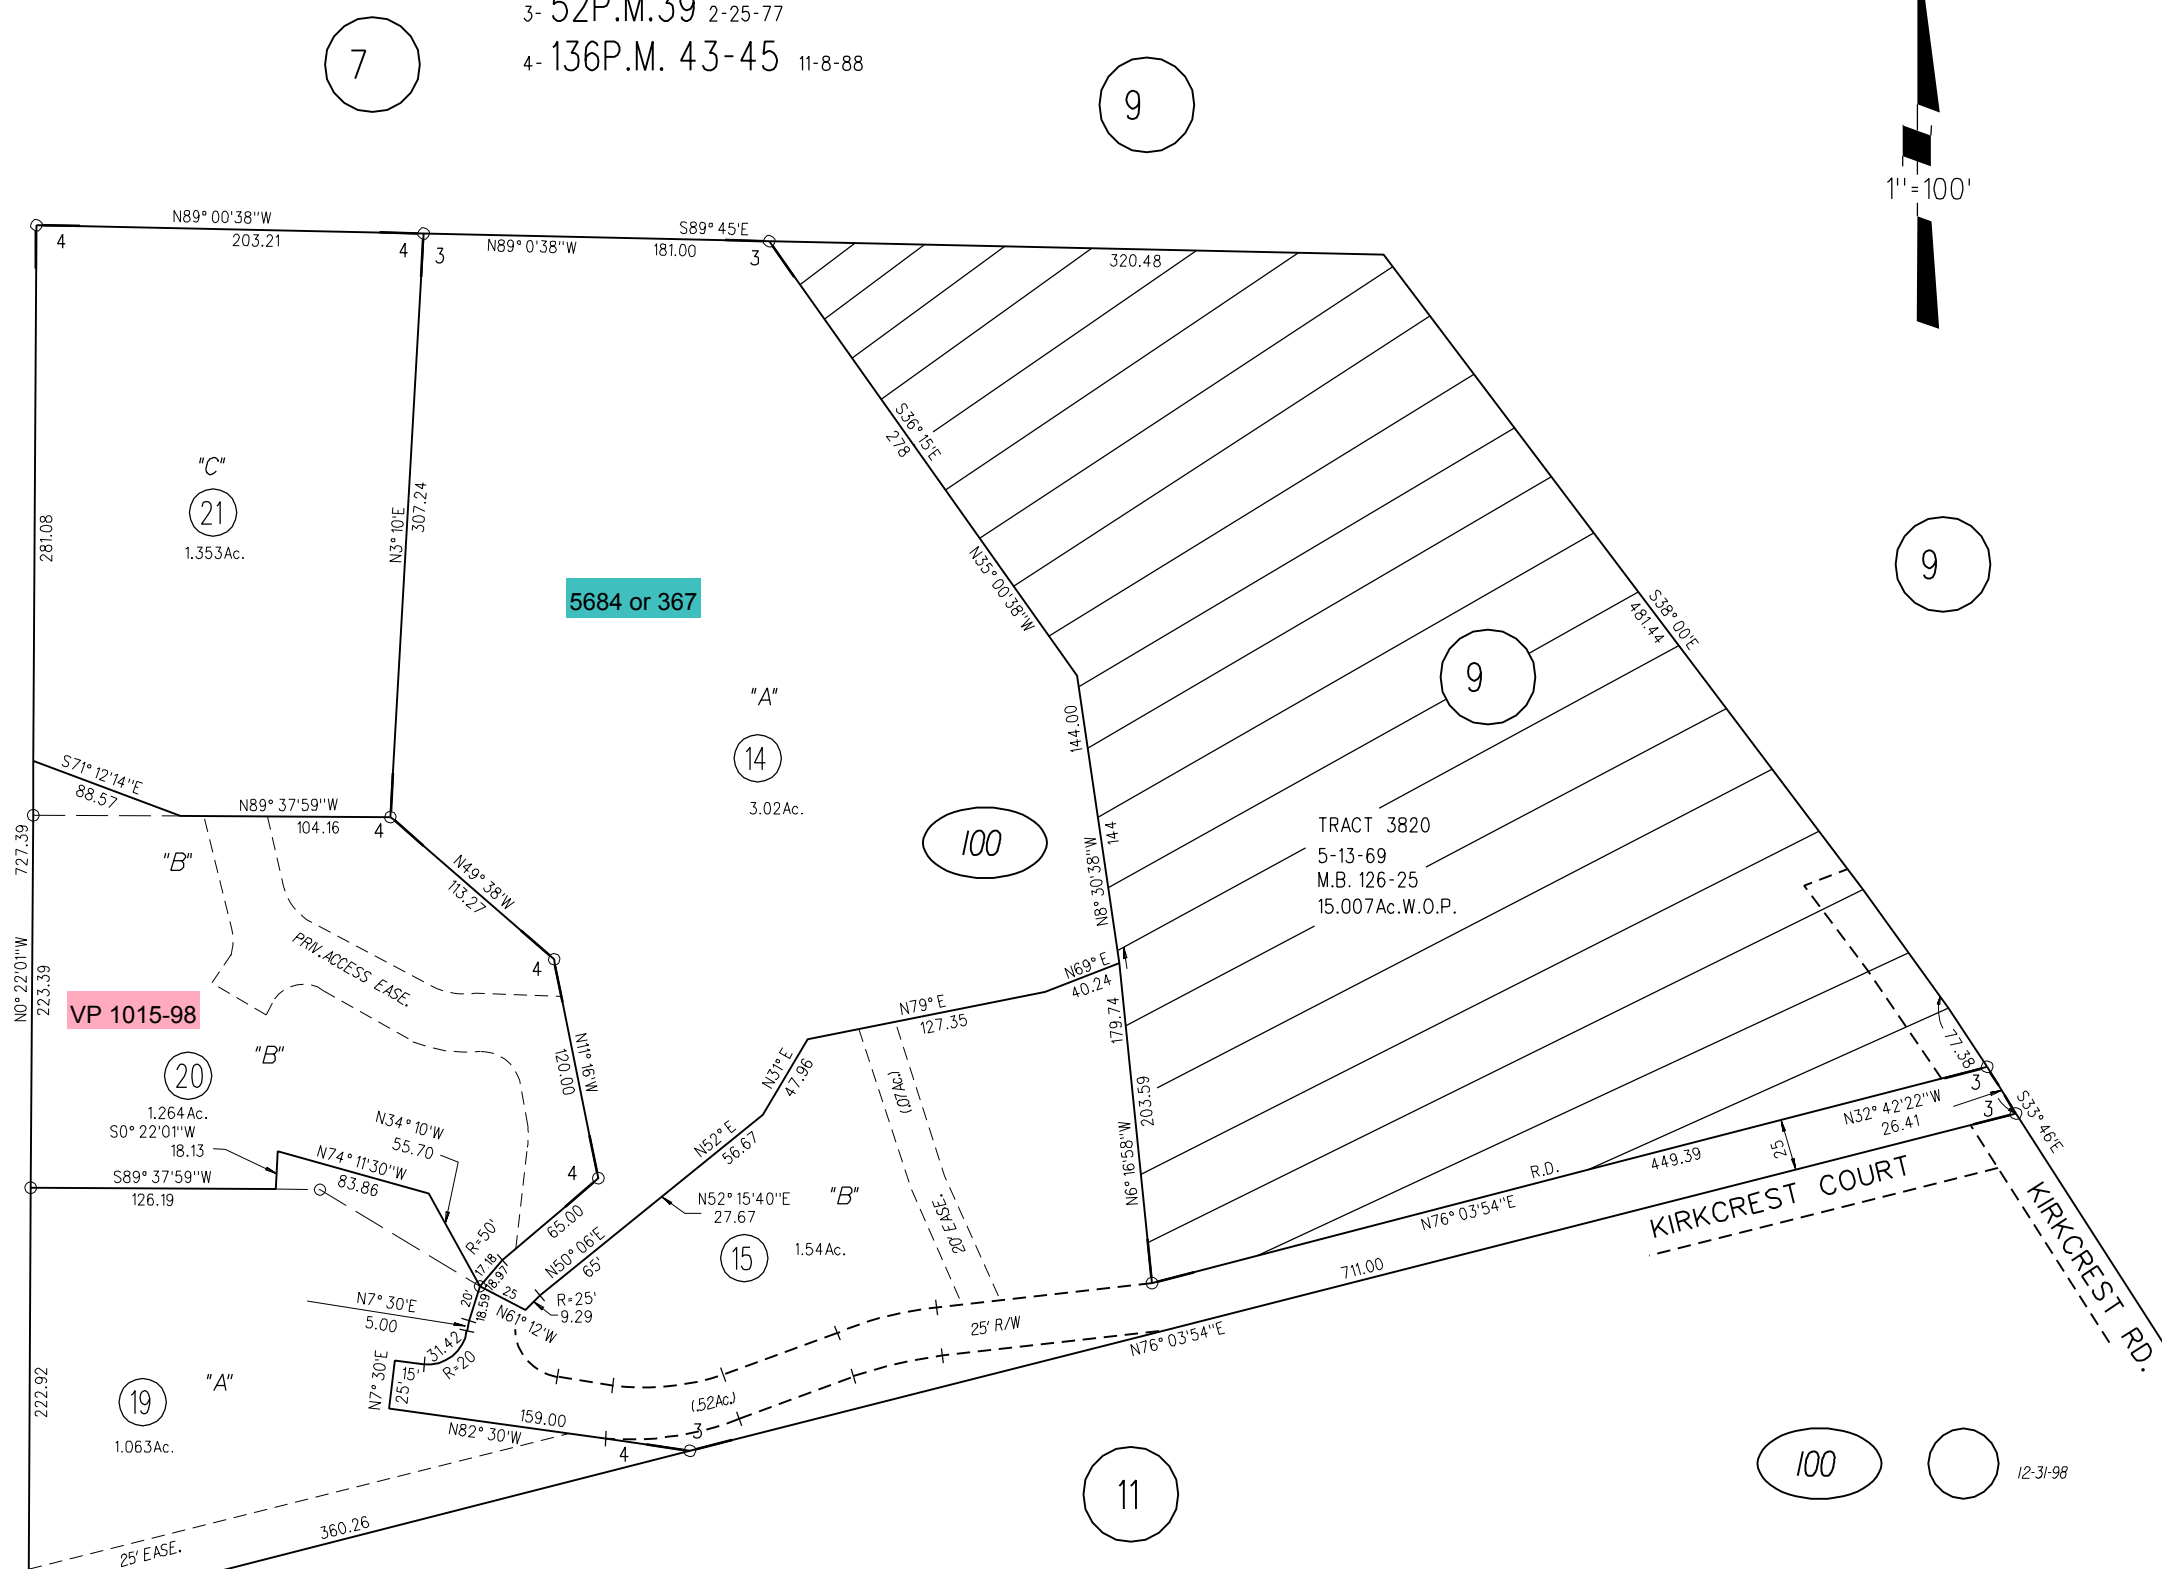 3- 52P.M.39 2-25-77
4- 136P.M. 43-45 11-8-88
7
9
1"=100'
N89° 00'38"W
203.21
4
4
3
N89° 0'38"W
S89° 45'E
181.00
3
320.48
S36° 15'E
278
"C"
21
1.353Ac.
281.08
N3° 10'E
307.24
5684 or 367
N35° 00'38"W
9
S38° 00'E
481.44
9
"A"
14
3.02Ac.
144.00
S71° 12'14"E
88.57
N89° 37'59"W
104.16
4
100
144
N8° 30'38"W
TRACT 3820
5-13-69
M.B. 126-25
15.007Ac.W.O.P.
727.39
N0° 22'01"W
223.39
"B"
N49° 38'W
113.27
PRIV.ACCESS EASE.
4
VP 1015-98
"B"
20
1.264Ac.
S0° 22'01"W
18.13
N34° 10'W
55.70
N74° 11'30"W
83.86
S89° 37'59"W
126.19
N11° 16'W
120.00
4
N69° E
40.24
N79° E
127.35
179.74
N31° E
47.96
N52° E
56.67
(.07Ac.)
203.59
N6° 16'58"W
77.38
3
3
N32° 42'22"W
26.41
S33° 46'E
25
R.D.
449.39
N76° 03'54"E
KIRKCREST COURT
KIRKCREST RD.
711.00
N52° 15'40"E
27.67
"B"
15
1.54Ac.
20' EASE.
R=50'
65.00
17.18
18.97
N50° 06'E
65'
25
N61° 12'W
R=25'
9.29
20'
18.59
N7° 30'E
5.00
31.42
R=20
15'
N7° 30'E
25'
25' R/W
N76° 03'54"E
(.52Ac.)
159.00
N82° 30'W
4
3
222.92
"A"
19
1.063Ac.
360.26
25' EASE.
11
100
12-31-98